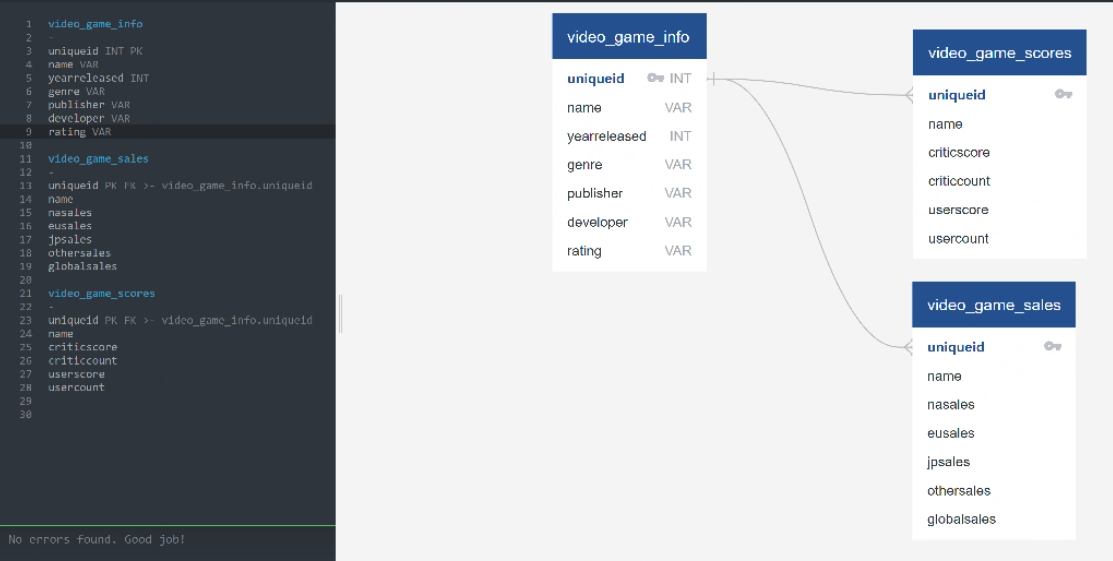 1 video_game_info
2 -
3 uniqueid INT PK
4 name VAR
5 yearreleased INT
6 genre VAR
7 publisher VAR
8 developer VAR
9 rating VAR
10
11 video_game_sales
12 -
13 uniqueid PK FK >- video_game_info.uniqueid
14 name
15 nasales
16 eusales
17 jpsales
18 othersales
19 globalsales
20
21 video_game_scores
22 -
23 uniqueid PK FK >- video_game_info.uniqueid
24 name
25 criticscore
26 criticcount
27 userscore
28 usercount
29
30
No errors found. Good job!
video_game_info
uniqueid INT
name VAR
yearreleased INT
genre VAR
publisher VAR
developer VAR
rating VAR
video_game_scores
uniqueid
name
criticscore
criticcount
userscore
usercount
video_game_sales
uniqueid
name
nasales
eusales
jpsales
othersales
globalsales